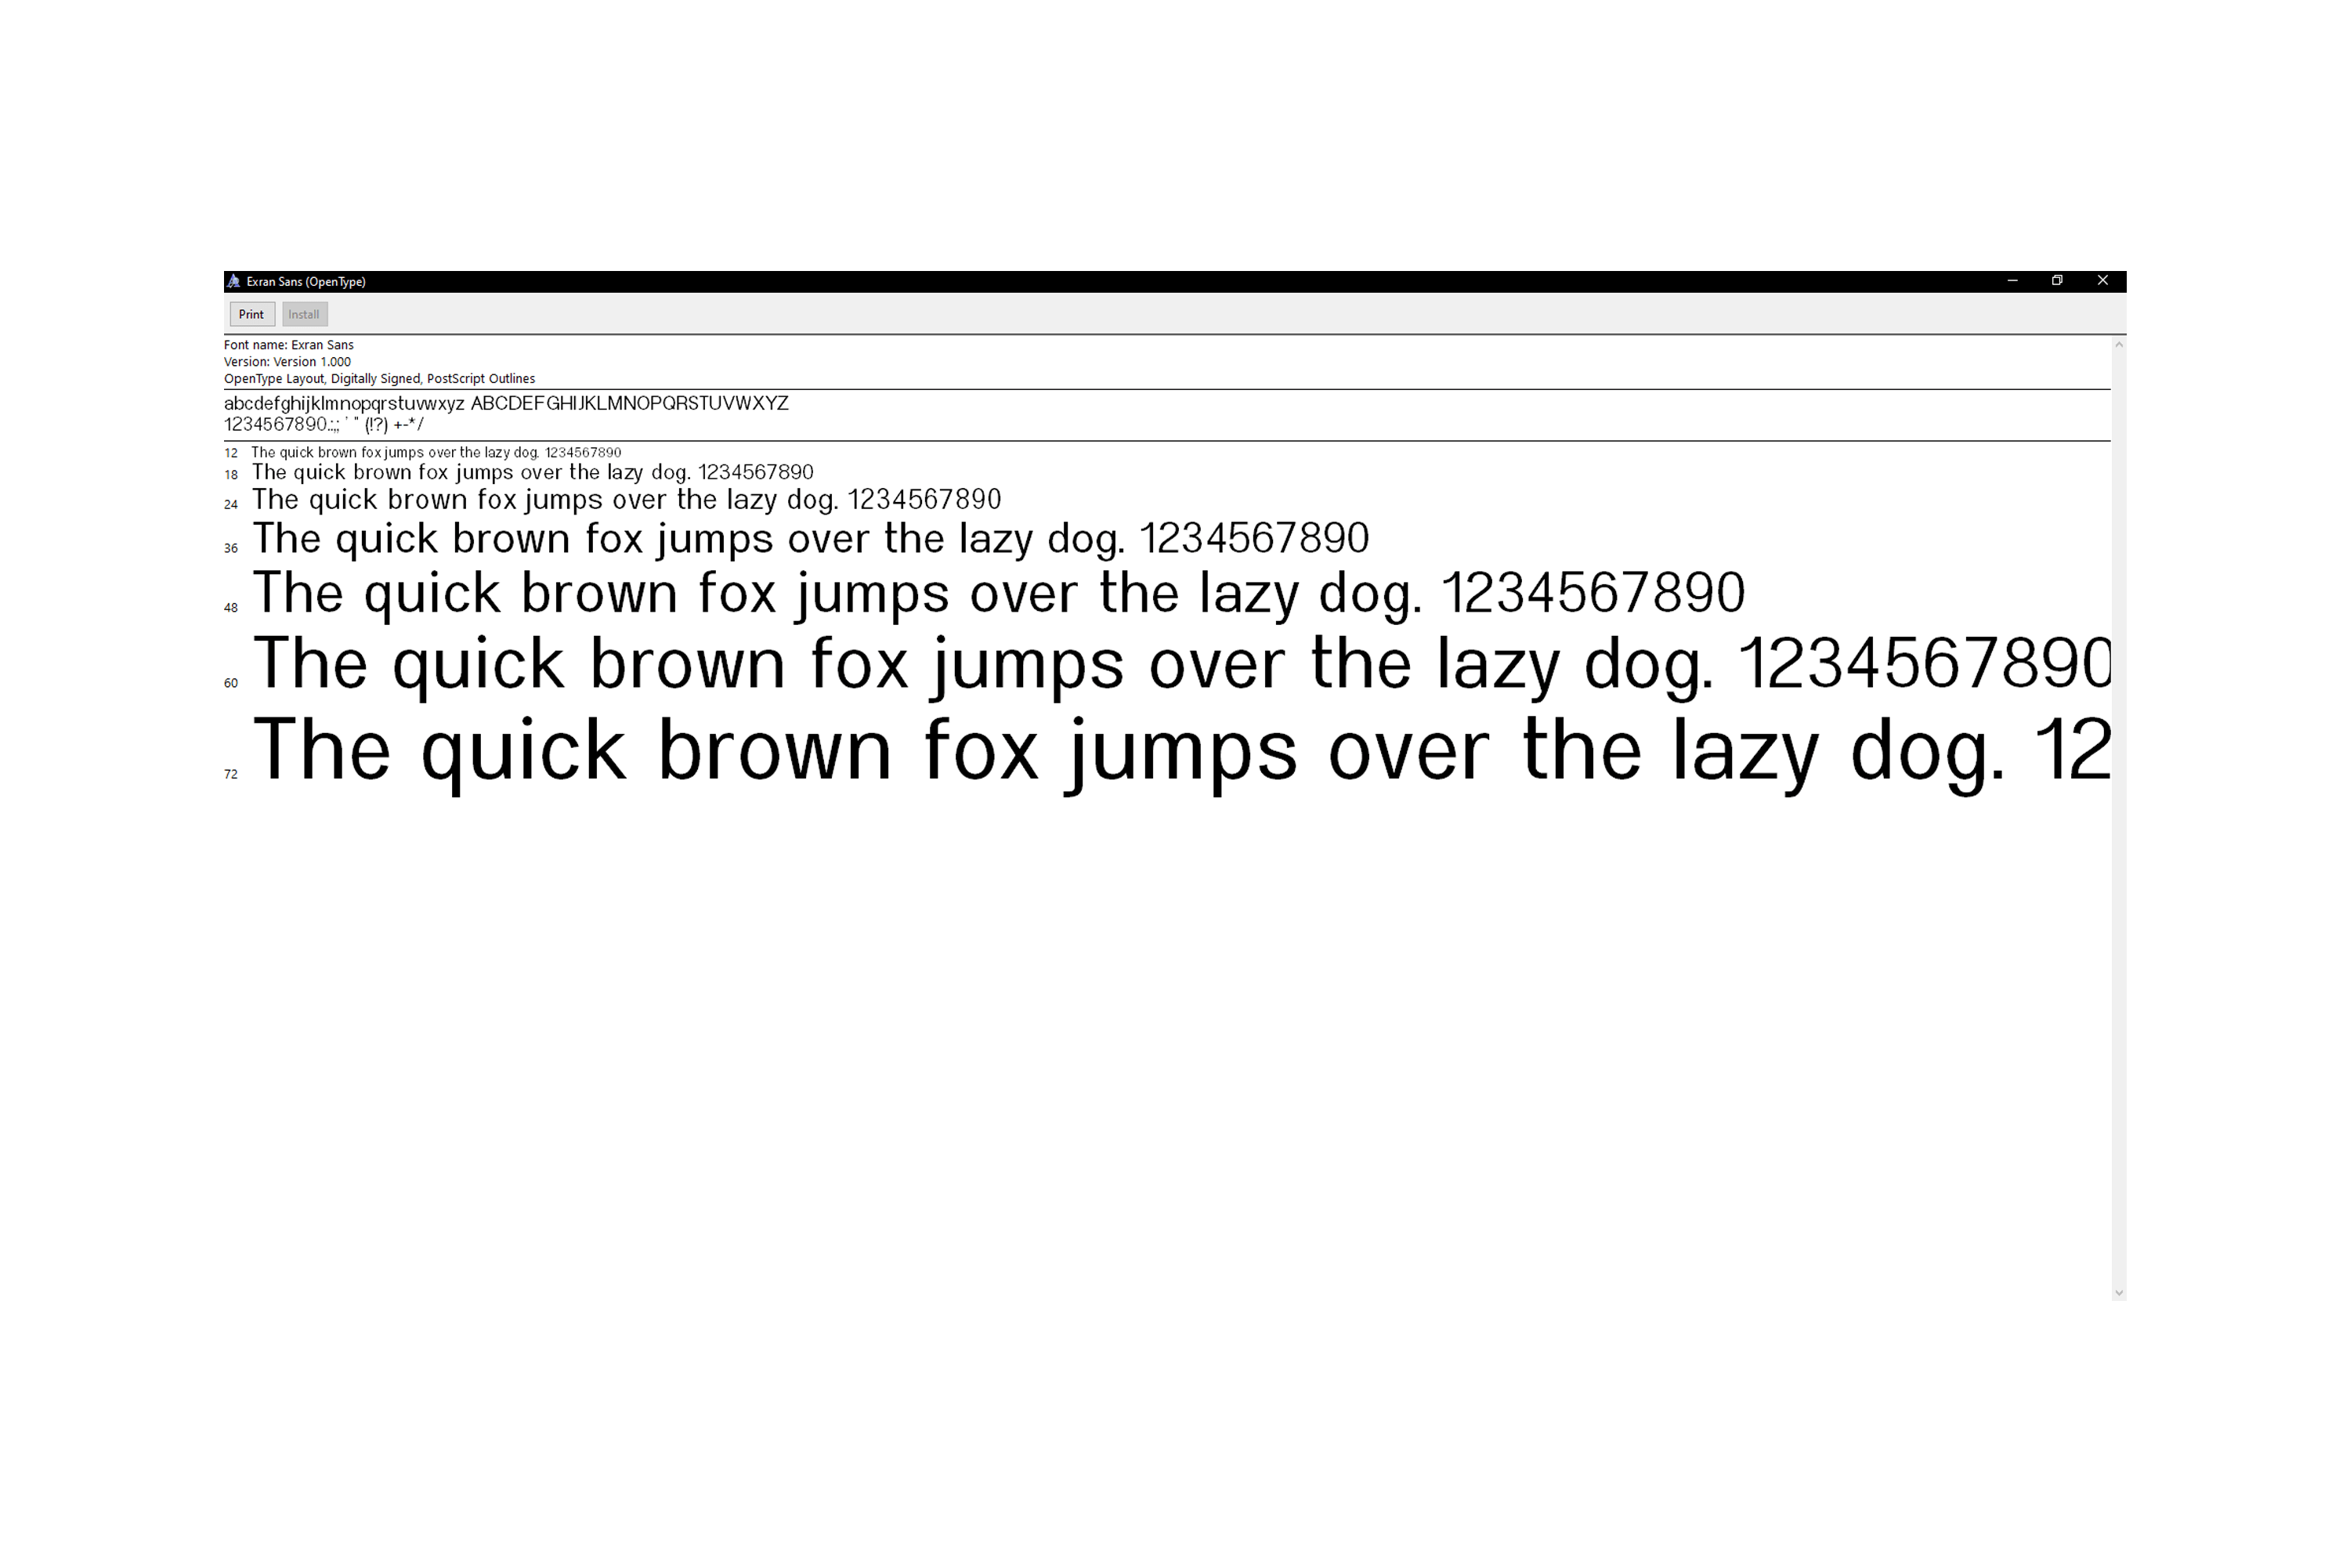 Exran Sans (OpenType)
Print Install
Font name: Exran Sans
Version: Version 1.000
OpenType Layout, Digitally Signed, PostScript Outlines
abcdefghijklmnopqrstuvwxyz ABCDEFGHIJKLMNOPQRSTUVWXYZ
1234567890.:,; ' " (!?) +-*/
12 The quick brown fox jumps over the lazy dog. 1234567890
18 The quick brown fox jumps over the lazy dog. 1234567890
24 The quick brown fox jumps over the lazy dog. 1234567890
36 The quick brown fox jumps over the lazy dog. 1234567890
48 The quick brown fox jumps over the lazy dog. 1234567890
60 The quick brown fox jumps over the lazy dog. 1234567890
72 The quick brown fox jumps over the lazy dog. 12